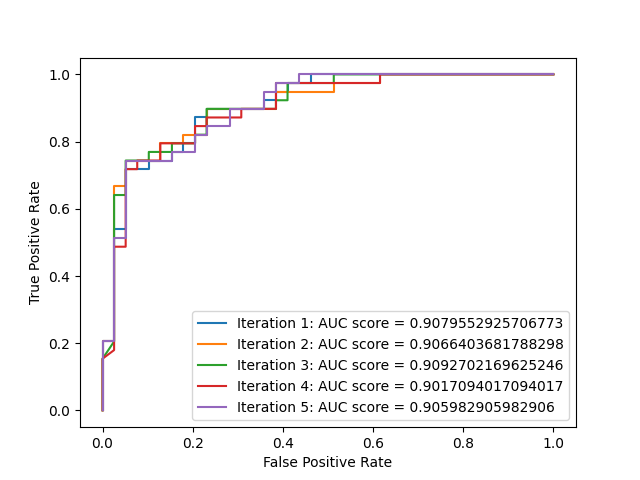 1.0
0.8
0.6
0.4
0.2
0.0
True Positive Rate
Iteration 1: AUC score = 0.9079552925706773
Iteration 2: AUC score = 0.9066403681788298
Iteration 3: AUC score = 0.9092702169625246
Iteration 4: AUC score = 0.9017094017094017
Iteration 5: AUC score = 0.905982905982906
0.0 0.2 0.4 0.6 0.8 1.0
False Positive Rate